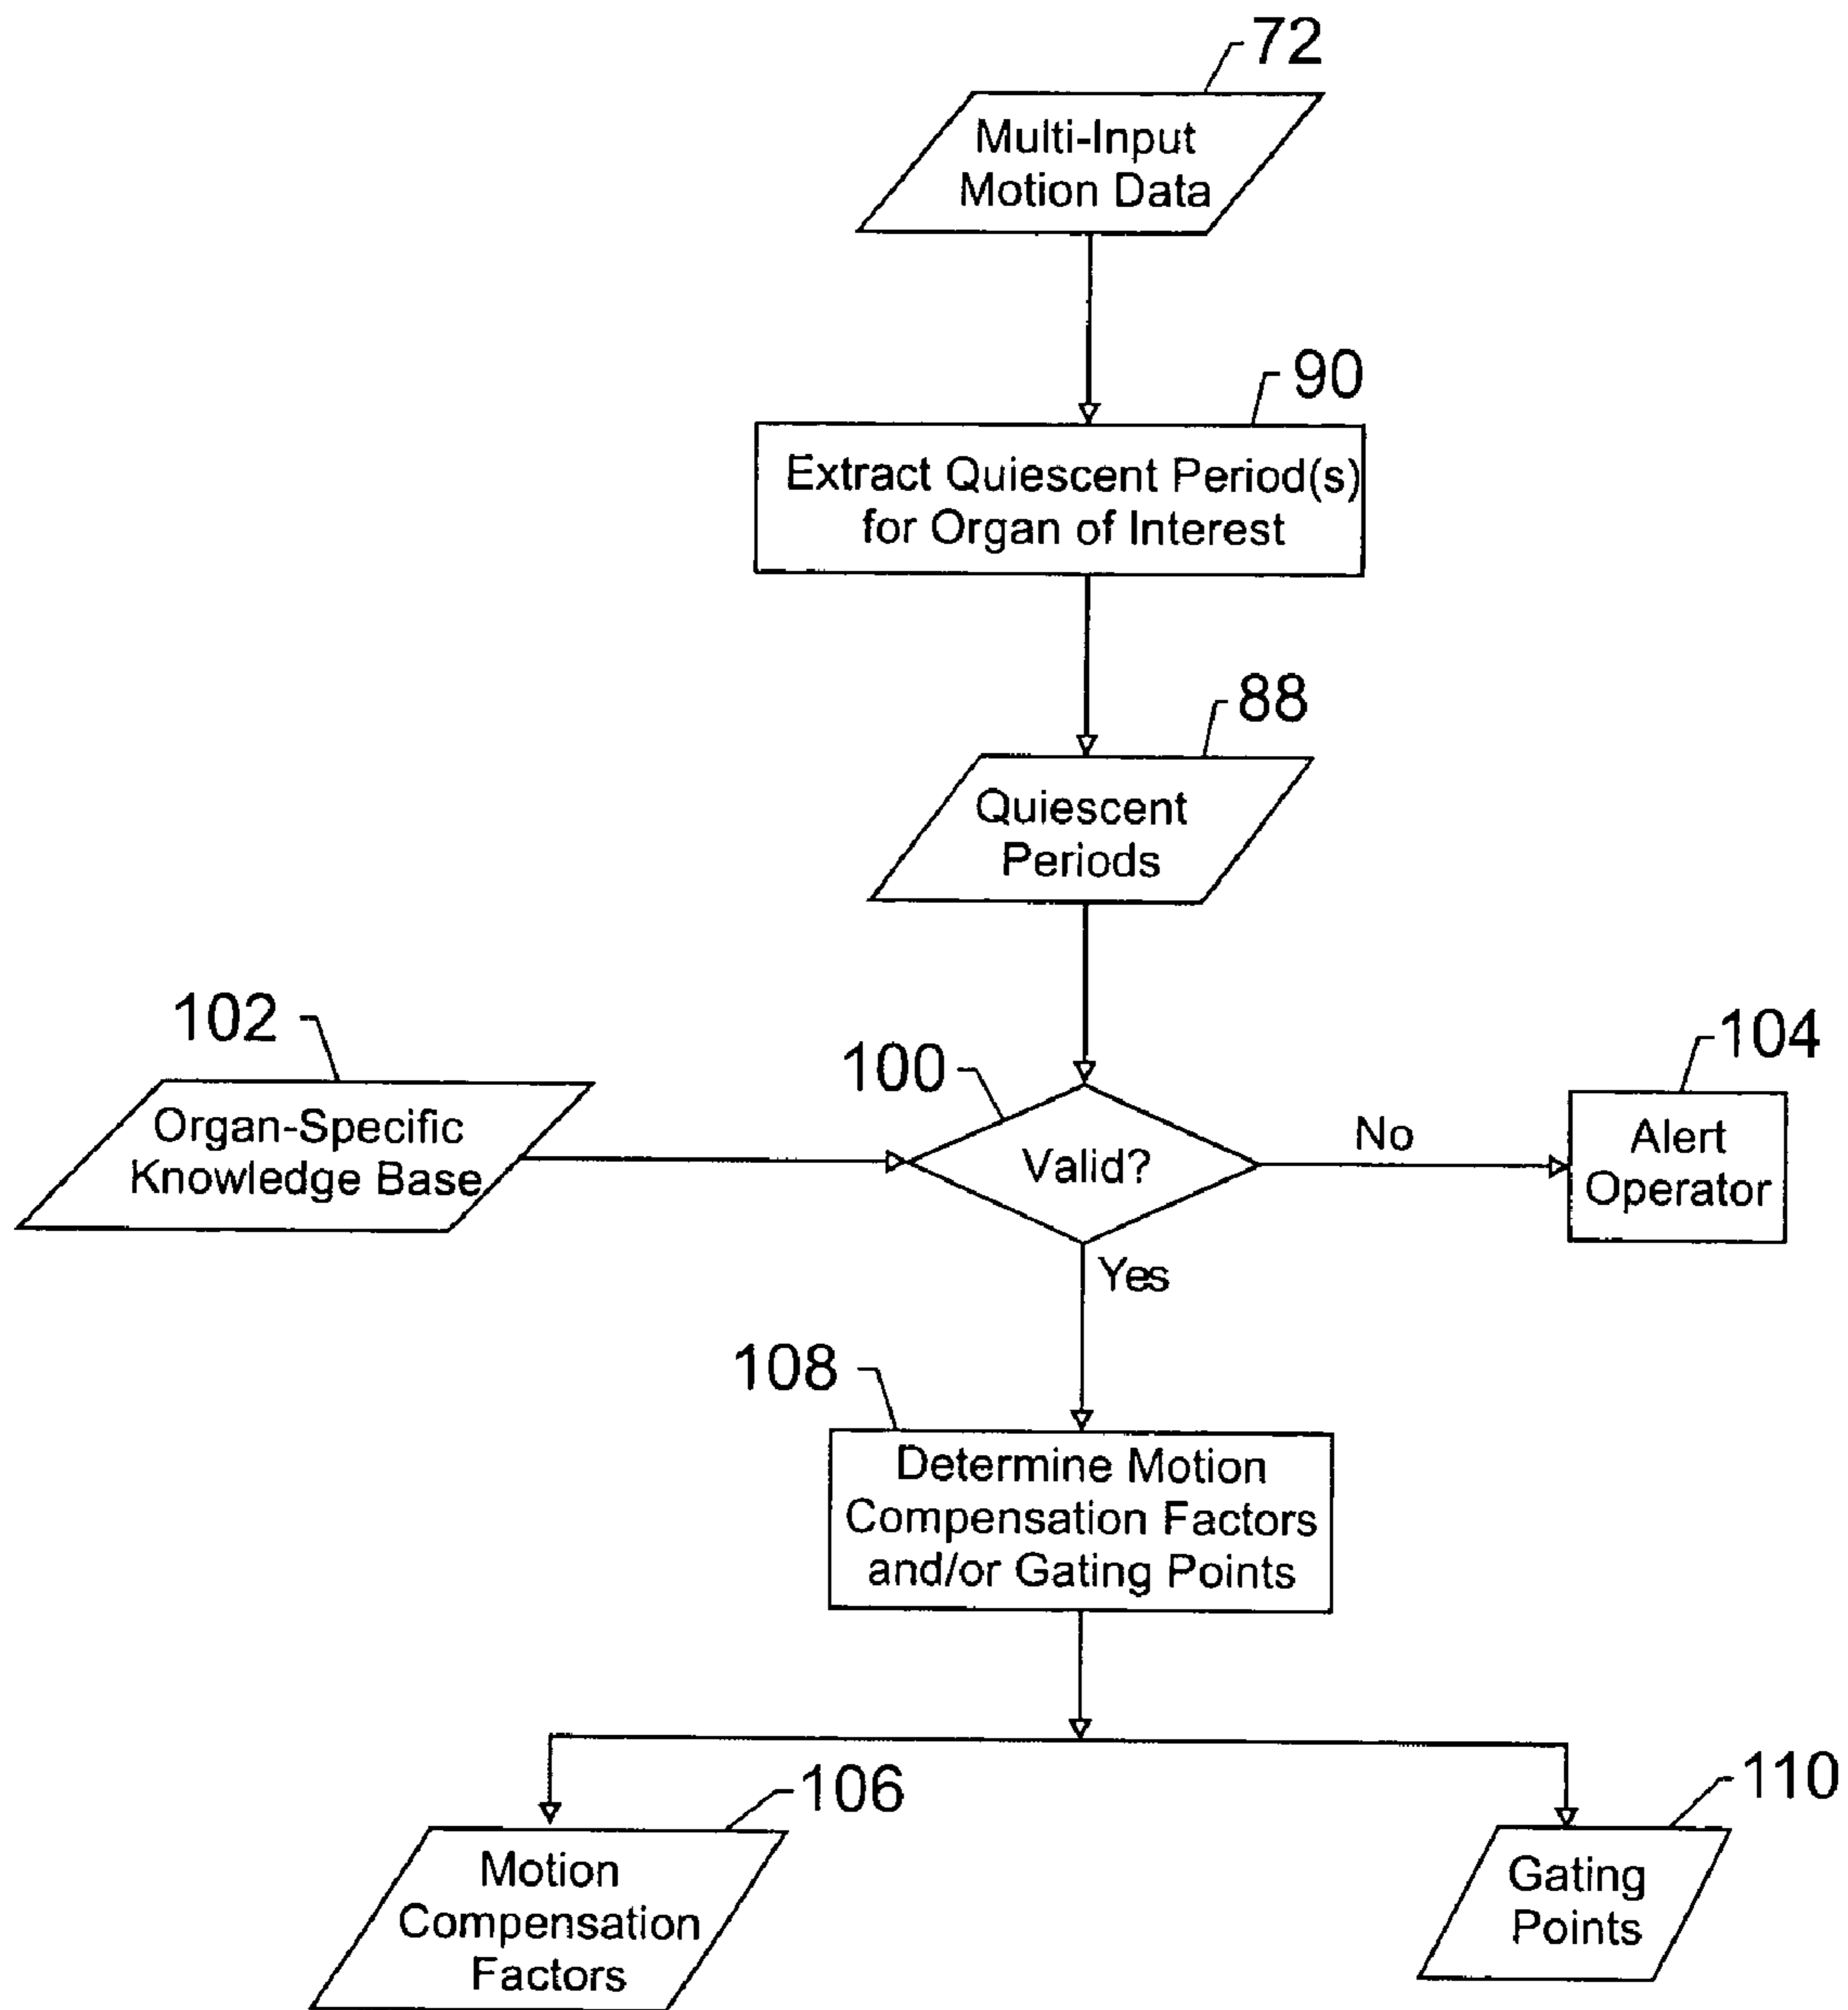 72
Multi-Input
Motion Data
90
Extract Quiescent Period(s)
for Organ of Interest
88
Quiescent
Periods
102
Organ-Specific
Knowledge Base
100
Valid?
No
104
Alert
Operator
Yes
108
Determine Motion
Compensation Factors
and/or Gating Points
106
Motion
Compensation
Factors
110
Gating
Points